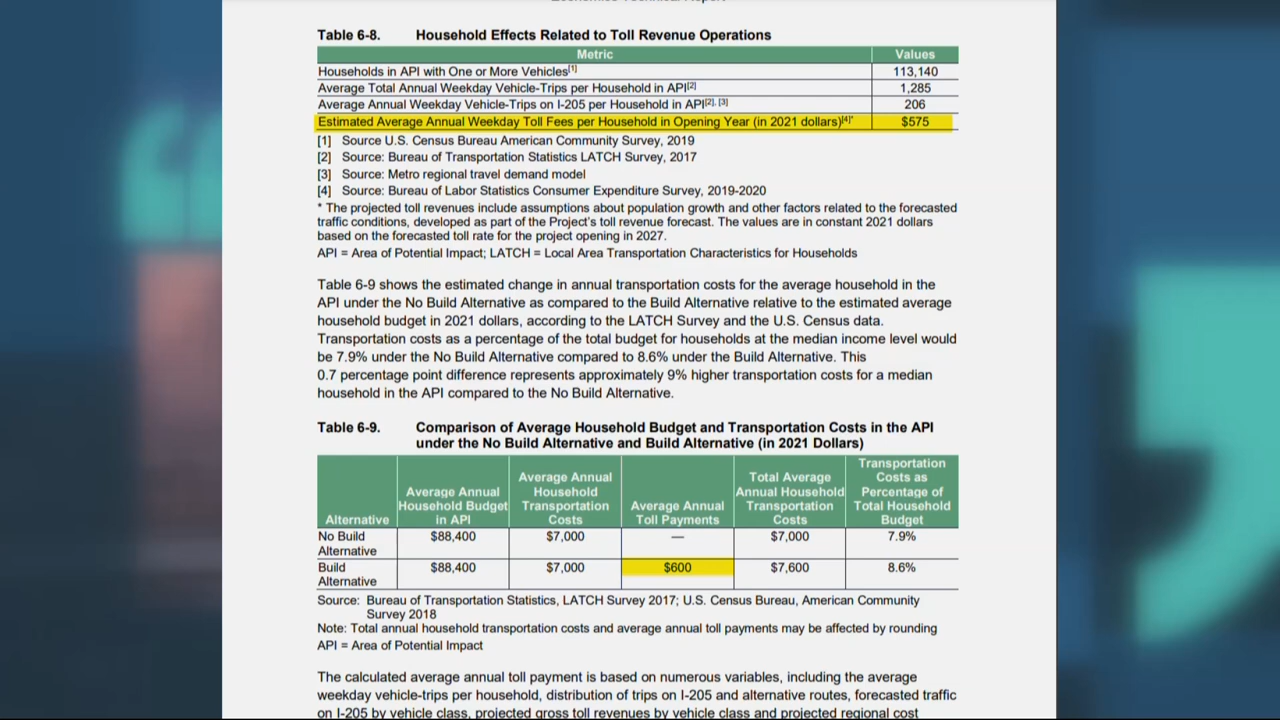 Economics Technical Report
Table 6-8. Household Effects Related to Toll Revenue Operations
Metric Values
Households in API with One or More Vehicles[1] 113,140
Average Total Annual Weekday Vehicle-Trips per Household in API[2] 1,285
Average Annual Weekday Vehicle-Trips on I-205 per Household in API[2], [3] 206
Estimated Average Annual Weekday Toll Fees per Household in Opening Year (in 2021 dollars)[4]* $575
[1] Source U.S. Census Bureau American Community Survey, 2019
[2] Source: Bureau of Transportation Statistics LATCH Survey, 2017
[3] Source: Metro regional travel demand model
[4] Source: Bureau of Labor Statistics Consumer Expenditure Survey, 2019-2020
* The projected toll revenues include assumptions about population growth and other factors related to the forecasted
traffic conditions, developed as part of the Project's toll revenue forecast. The values are in constant 2021 dollars
based on the forecasted toll rate for the project opening in 2027.
API = Area of Potential Impact; LATCH = Local Area Transportation Characteristics for Households
Table 6-9 shows the estimated change in annual transportation costs for the average household in the
API under the No Build Alternative as compared to the Build Alternative relative to the estimated average
household budget in 2021 dollars, according to the LATCH Survey and the U.S. Census data.
Transportation costs as a percentage of the total budget for households at the median income level would
be 7.9% under the No Build Alternative compared to 8.6% under the Build Alternative. This
0.7 percentage point difference represents approximately 9% higher transportation costs for a median
household in the API compared to the No Build Alternative.
Table 6-9. Comparison of Average Household Budget and Transportation Costs in the API
under the No Build Alternative and Build Alternative (in 2021 Dollars)
Alternative
Average Annual
Household Budget
in API
Average Annual
Household
Transportation
Costs
Average Annual
Toll Payments
Total Average
Annual Household
Transportation
Costs
Transportation
Costs as
Percentage of
Total Household
Budget
No Build $88,400 $7,000 — $7,000 7.9%
Alternative
Build $88,400 $7,000 $600 $7,600 8.6%
Alternative
Source: Bureau of Transportation Statistics, LATCH Survey 2017; U.S. Census Bureau, American Community
Survey 2018
Note: Total annual household transportation costs and average annual toll payments may be affected by rounding
API = Area of Potential Impact
The calculated average annual toll payment is based on numerous variables, including the average
weekday vehicle-trips per household, distribution of trips on I-205 and alternative routes, forecasted traffic
on I-205 by vehicle class, projected gross toll revenues by vehicle class and projected regional cost